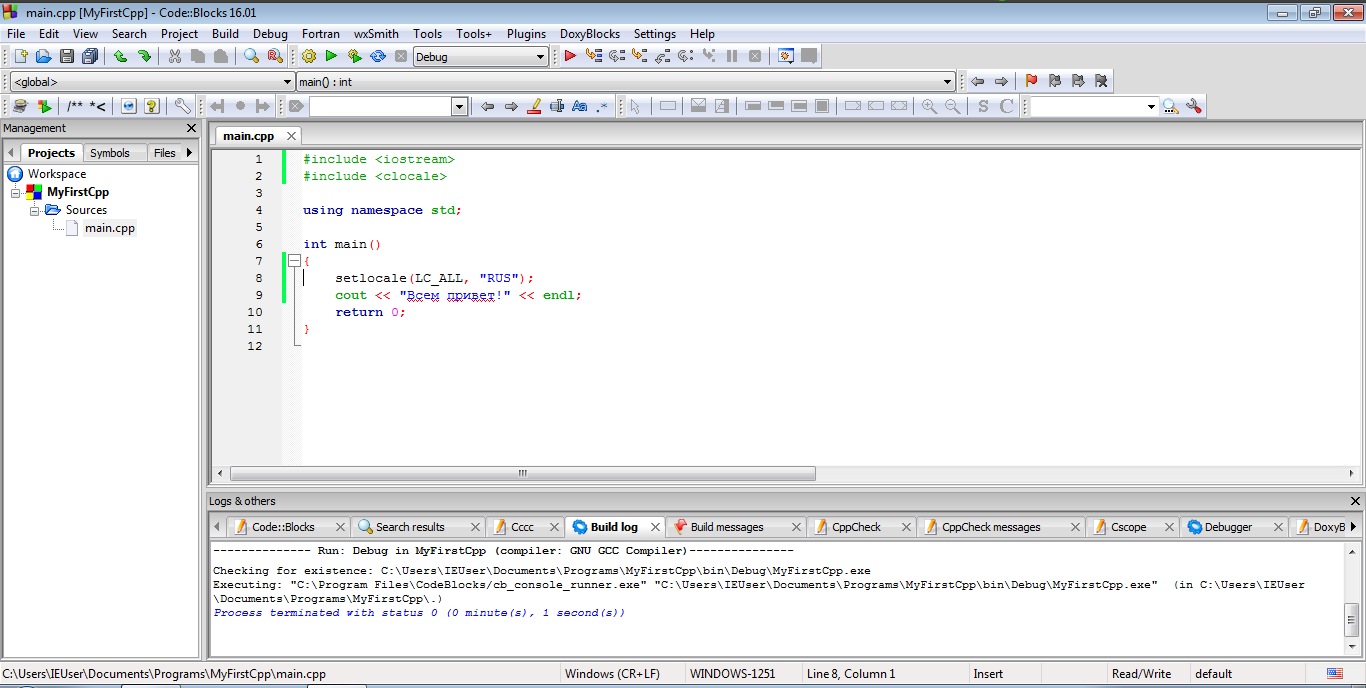 main.cpp [MyFirstCpp] - Code::Blocks 16.01
File Edit View Search Project Build Debug Fortran wxSmith Tools Tools+ Plugins DoxyBlocks Settings Help
Debug
<global> main() : int
/** *< Aa .* S C
Management
Projects Symbols Files
Workspace
MyFirstCpp
Sources
main.cpp
main.cpp
1 #include <iostream>
2 #include <clocale>
3
4 using namespace std;
5
6 int main()
7 {
8 setlocale(LC_ALL, "RUS");
9 cout << "Всем привет!" << endl;
10 return 0;
11 }
12
Logs & others
Code::Blocks Search results Cccc Build log Build messages CppCheck CppCheck messages Cscope Debugger DoxyB
-------------- Run: Debug in MyFirstCpp (compiler: GNU GCC Compiler)---------------
Checking for existence: C:\Users\IEUser\Documents\Programs\MyFirstCpp\bin\Debug\MyFirstCpp.exe
Executing: "C:\Program Files\CodeBlocks/cb_console_runner.exe" "C:\Users\IEUser\Documents\Programs\MyFirstCpp\bin\Debug\MyFirstCpp.exe"  (in C:\Users\IEUser
\Documents\Programs\MyFirstCpp\.)
Process terminated with status 0 (0 minute(s), 1 second(s))
C:\Users\IEUser\Documents\Programs\MyFirstCpp\main.cpp Windows (CR+LF) WINDOWS-1251 Line 8, Column 1 Insert Read/Write default